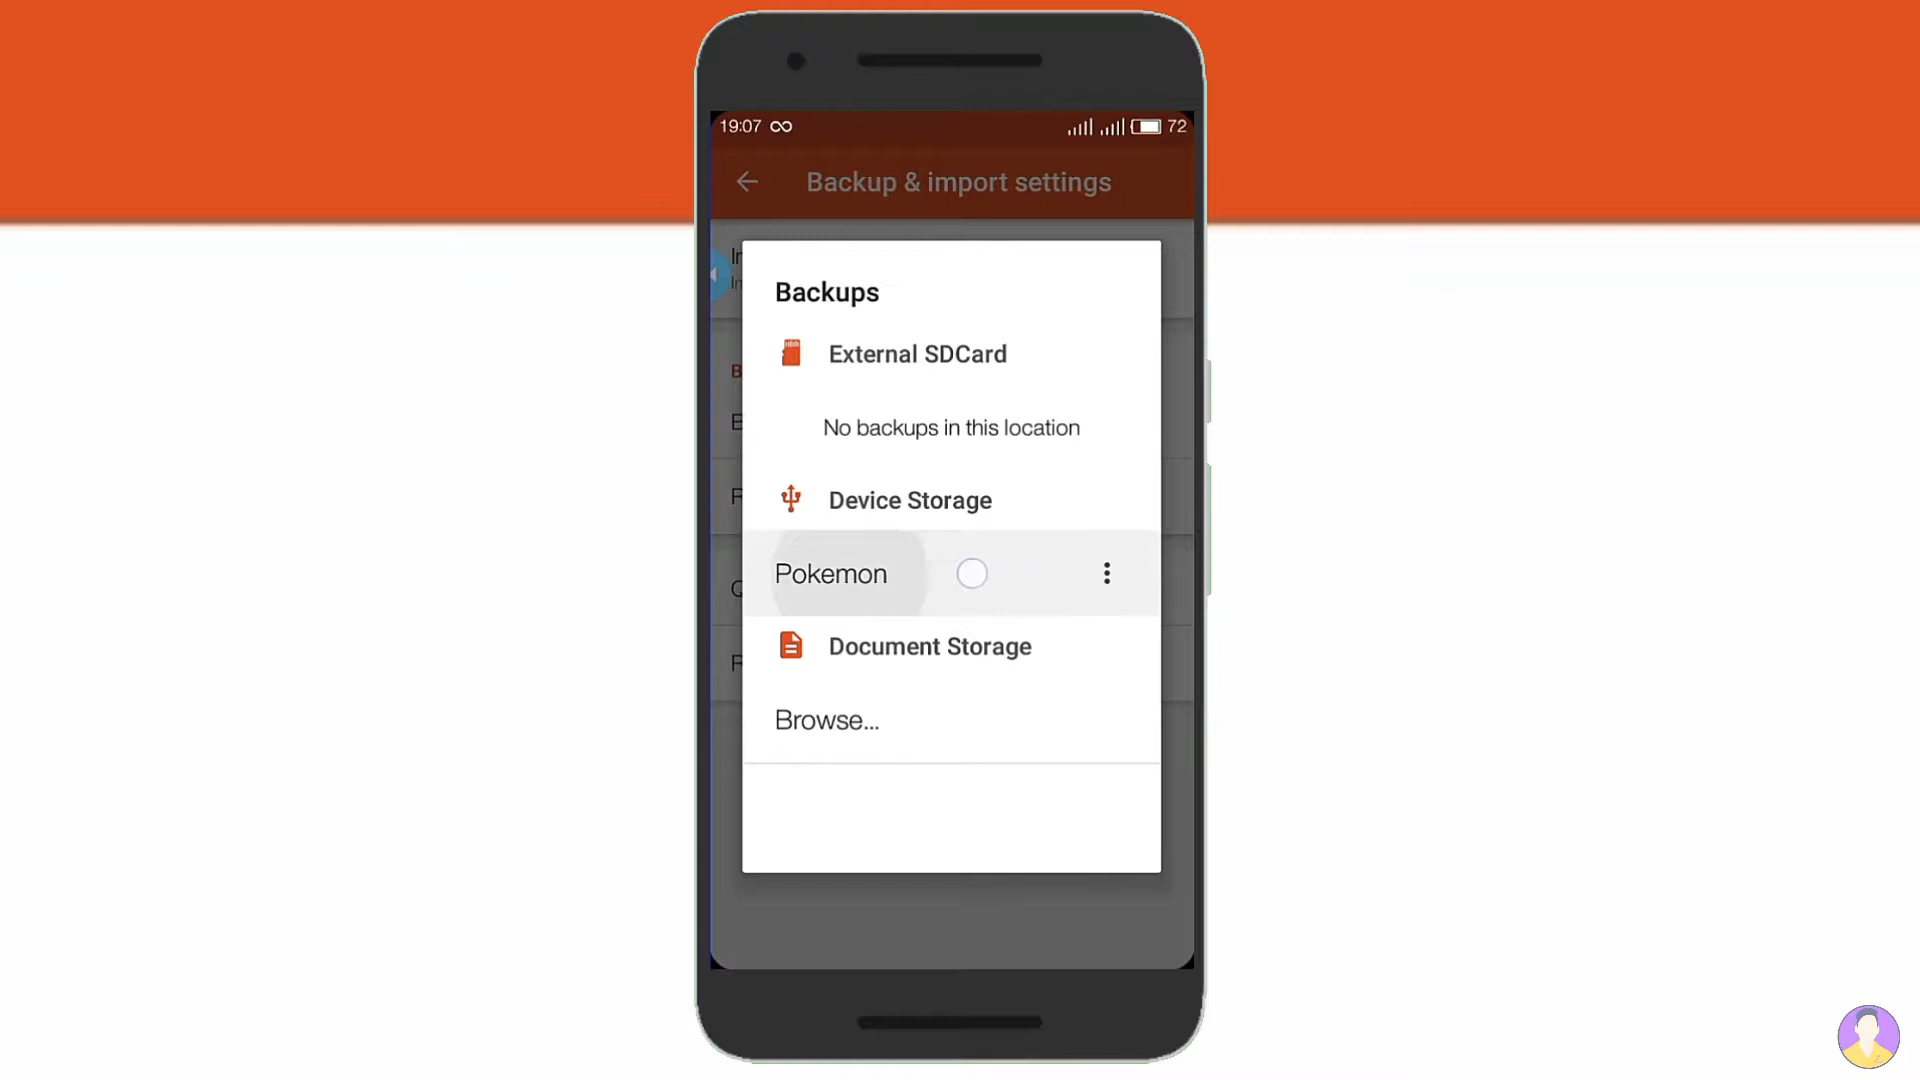 19:07 72
Backup & import settings
Backups
External SDCard
No backups in this location
Device Storage
Pokemon
Document Storage
Browse...